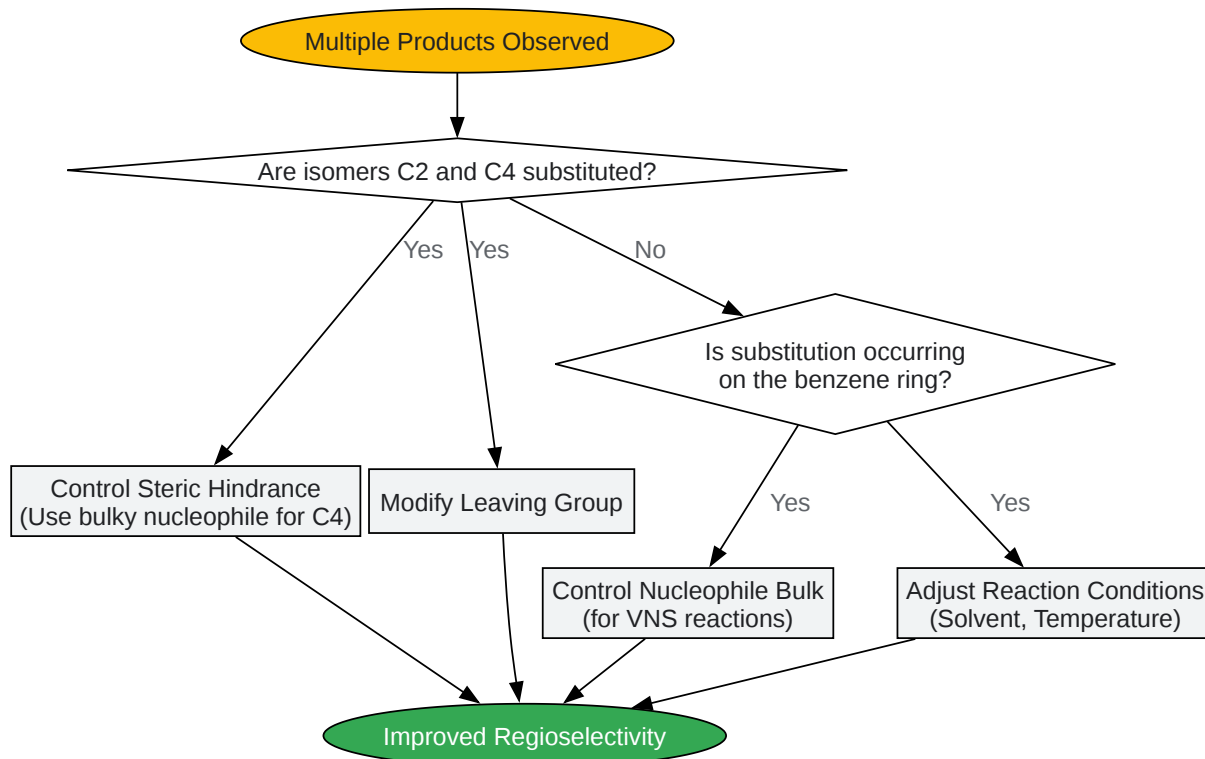 Multiple Products Observed
Are isomers C2 and C4 substituted?
Yes
Yes
No
Is substitution occurring
on the benzene ring?
Control Steric Hindrance
(Use bulky nucleophile for C4)
Modify Leaving Group
Yes
Yes
Control Nucleophile Bulk
(for VNS reactions)
Adjust Reaction Conditions
(Solvent, Temperature)
Improved Regioselectivity